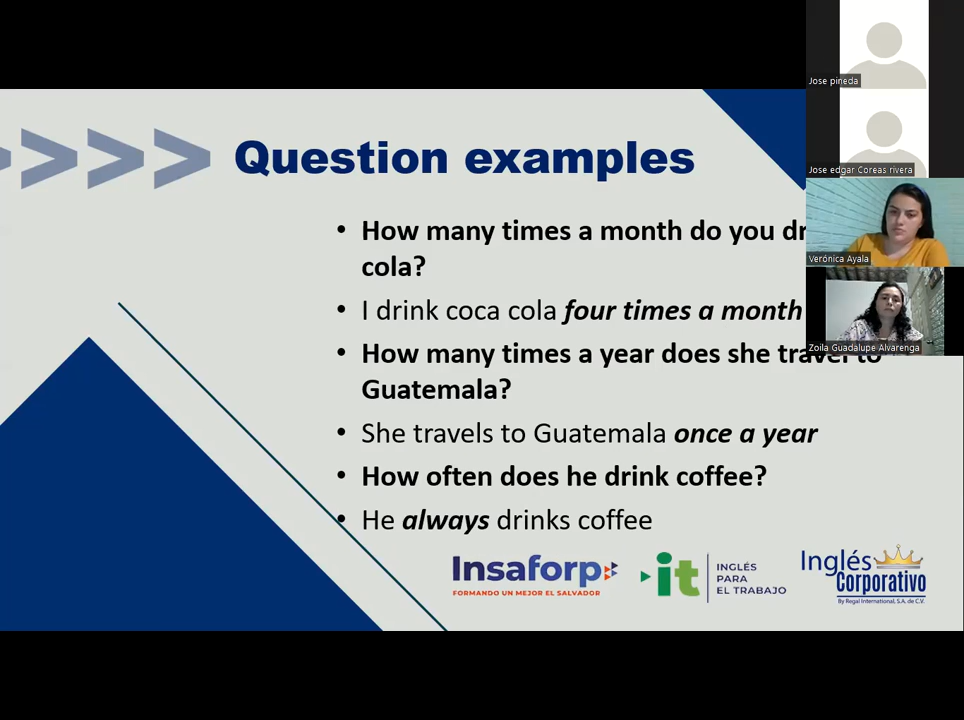 Question examples
How many times a month do you
cola?
I drink coca cola four times a month
How many times a year does she travel to
Guatemala?
She travels to Guatemala once a year
How often does he drink coffee?
He always drinks coffee
Insaforp
FORMANDO UN MEJOR EL SALVADOR
it
INGLÉS
PARA
EL TRABAJO
Inglés
Corporativo
By Regal International, S.A. de C.V.
Jose pineda
Jose edgar Coreas rivera
Verónica Ayala
Zoila Guadalupe Alvarenga